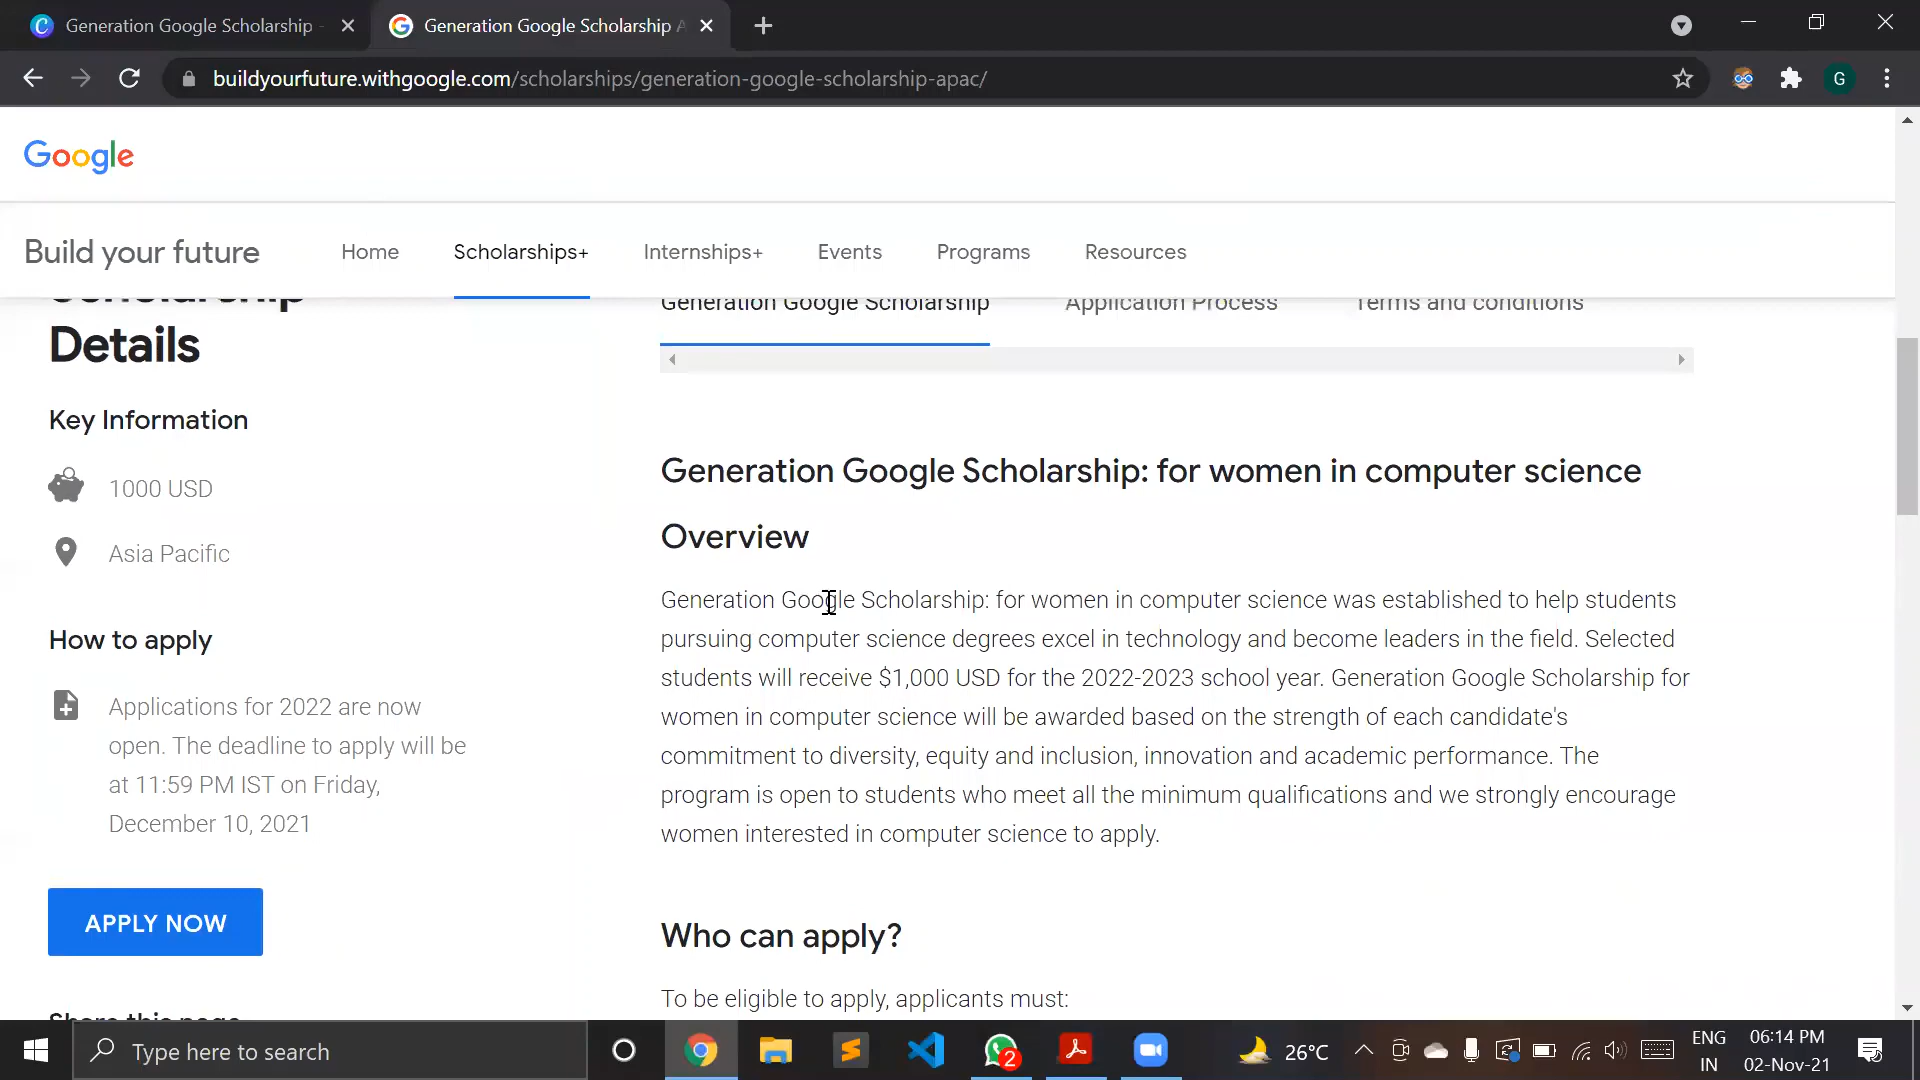 Generation Google Scholarship -
Generation Google Scholarship A
buildyourfuture.withgoogle.com/scholarships/generation-google-scholarship-apac/
G
Google
Build your future
Home
Scholarships+
Internships+
Events
Programs
Resources
Scholarship
Details
Key Information
1000 USD
Asia Pacific
How to apply
Applications for 2022 are now
open. The deadline to apply will be
at 11:59 PM IST on Friday,
December 10, 2021
APPLY NOW
Share this page
Generation Google Scholarship
Application Process
Terms and conditions
Generation Google Scholarship: for women in computer science
Overview
Generation Google Scholarship: for women in computer science was established to help students
pursuing computer science degrees excel in technology and become leaders in the field. Selected
students will receive $1,000 USD for the 2022-2023 school year. Generation Google Scholarship for
women in computer science will be awarded based on the strength of each candidate's
commitment to diversity, equity and inclusion, innovation and academic performance. The
program is open to students who meet all the minimum qualifications and we strongly encourage
women interested in computer science to apply.
Who can apply?
To be eligible to apply, applicants must:
Type here to search
2
26°C
ENG
IN
06:14 PM
02-Nov-21